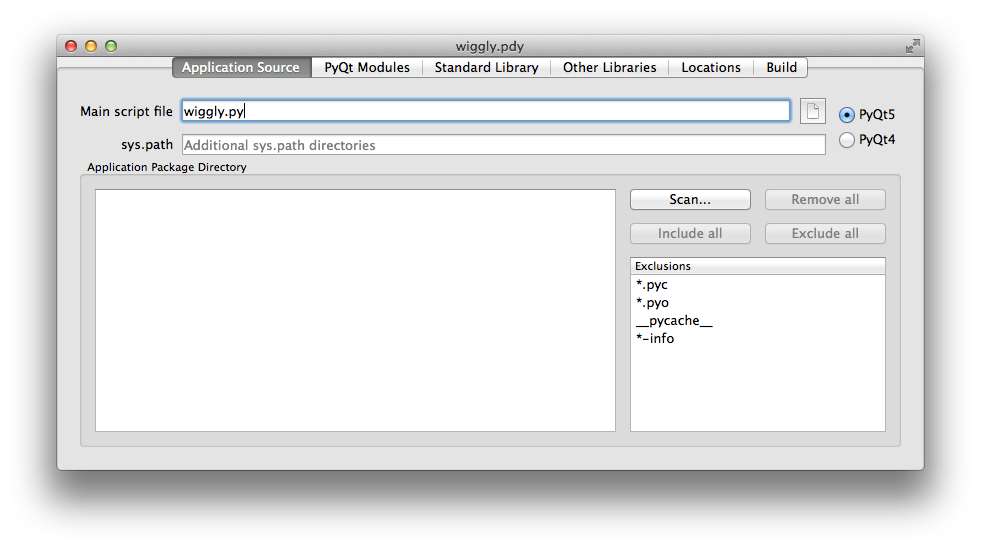 wiggly.pdy
Application Source PyQt Modules Standard Library Other Libraries Locations Build
Main script file wiggly.py PyQt5
sys.path Additional sys.path directories PyQt4
Application Package Directory
Scan... Remove all
Include all Exclude all
Exclusions
*.pyc
*.pyo
__pycache__
*-info